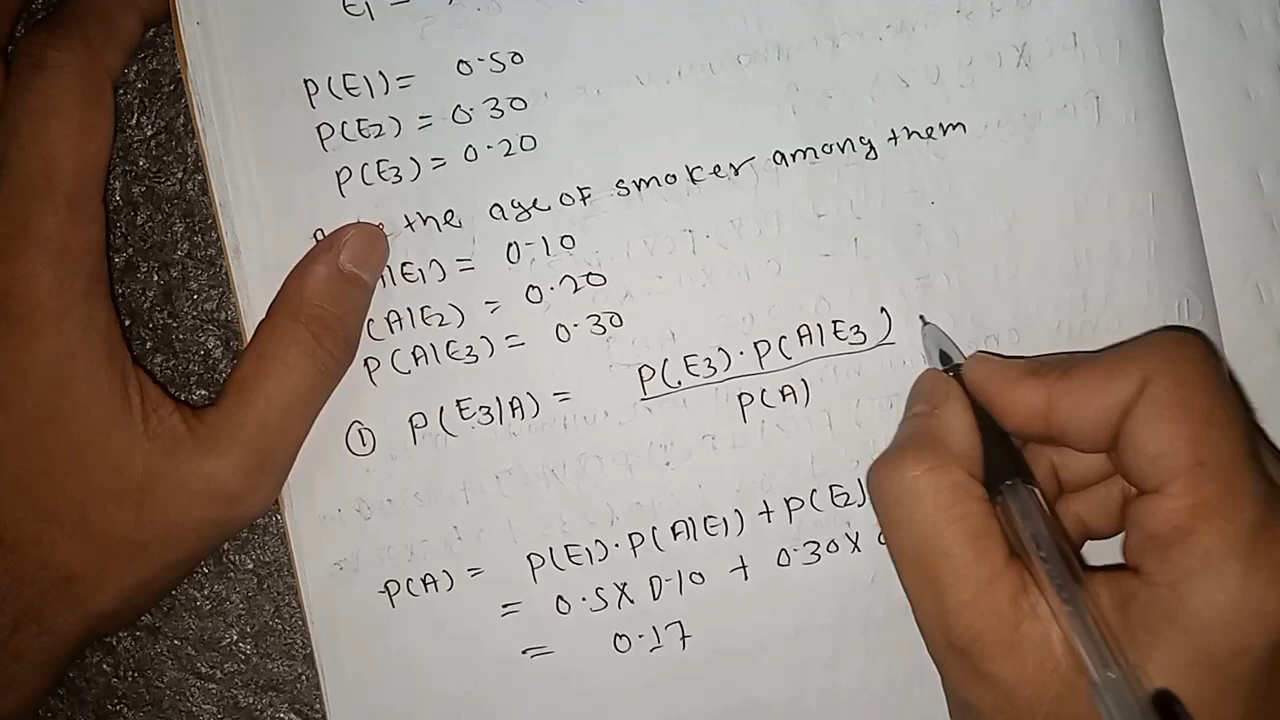 E1 =
P(E1) = 0.50
P(E2) = 0.30
P(E3) = 0.20
the age of smoker among them
A|E1) = 0.10
(A|E2) = 0.20
P(A|E3) = 0.30
① P(E3|A) = P(E3)·P(A|E3) / P(A)
P(A) = P(E1)·P(A|E1) + P(E2)
= 0.5 X 0.10 + 0.30 X
= 0.17